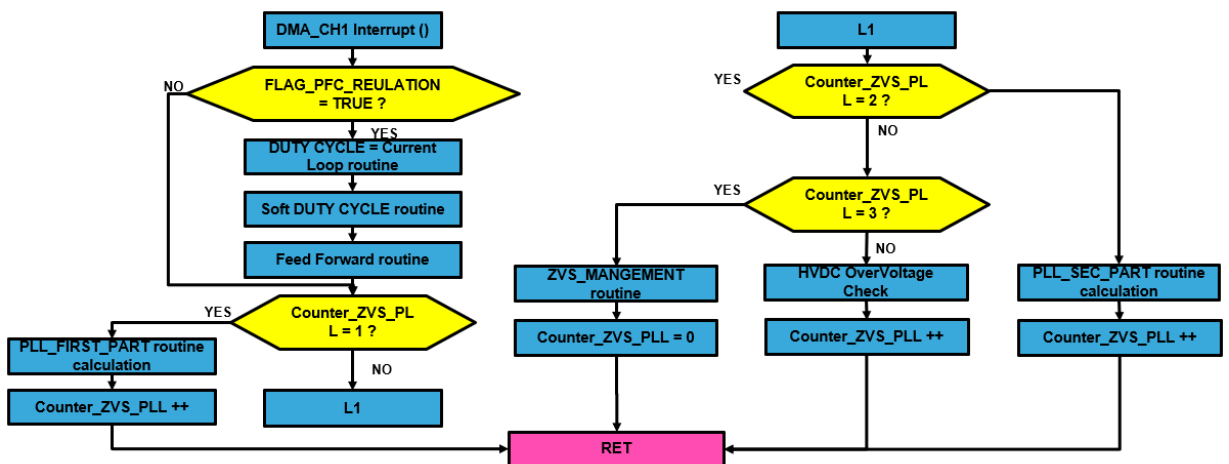 DMA_CH1 Interrupt ()
FLAG_PFC_REULATION
= TRUE ?
NO
YES
DUTY CYCLE = Current
Loop routine
Soft DUTY CYCLE routine
Feed Forward routine
Counter_ZVS_PL
L = 1 ?
YES
PLL_FIRST_PART routine
calculation
Counter_ZVS_PLL ++
NO
L1
L1
Counter_ZVS_PL
L = 2 ?
YES
NO
Counter_ZVS_PL
L = 3 ?
YES
NO
ZVS_MANGEMENT
routine
Counter_ZVS_PLL = 0
HVDC OverVoltage
Check
Counter_ZVS_PLL ++
PLL_SEC_PART routine
calculation
Counter_ZVS_PLL ++
RET